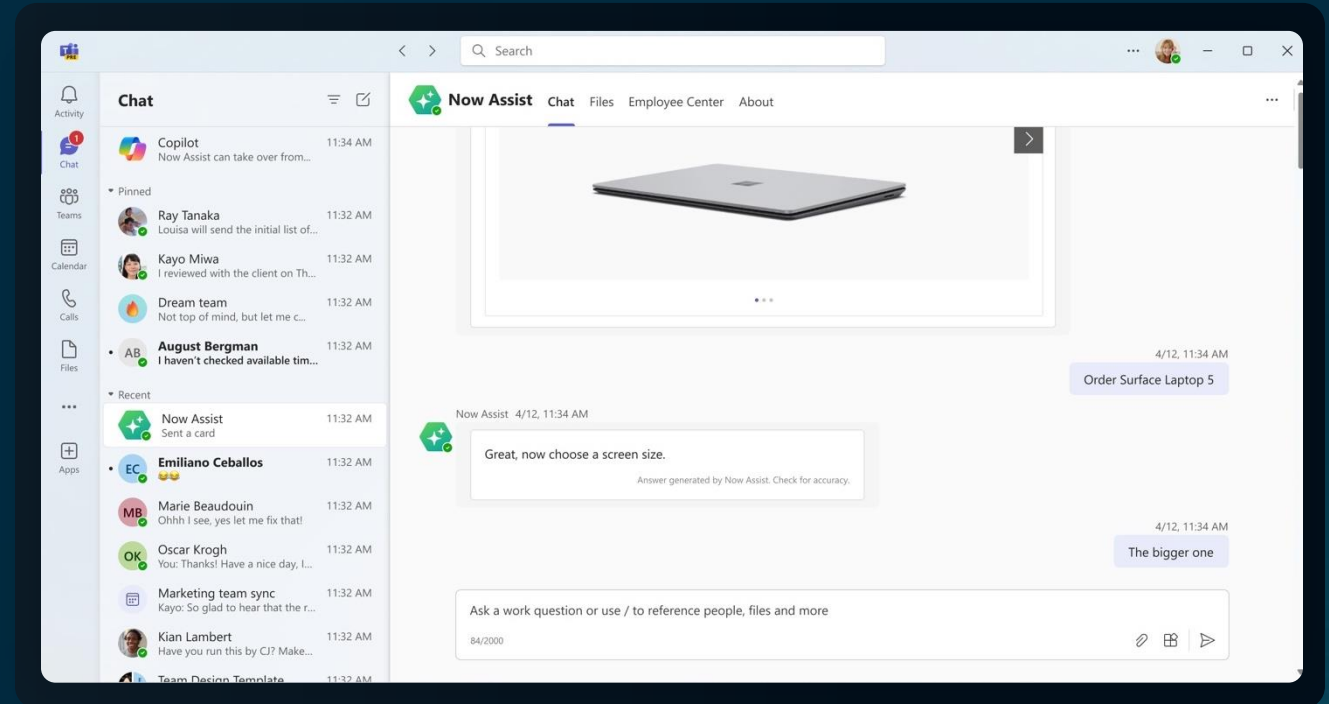 PRE
Search
Activity
1
Chat
Teams
Calendar
Calls
Files
Apps
Chat
Copilot 11:34 AM
Now Assist can take over from...
Pinned
Ray Tanaka 11:32 AM
Louisa will send the initial list of...
Kayo Miwa 11:32 AM
I reviewed with the client on Th...
Dream team 11:32 AM
Not top of mind, but let me c...
AB August Bergman 11:32 AM
I haven't checked available tim...
Recent
Now Assist 11:32 AM
Sent a card
EC Emiliano Ceballos 11:32 AM
😂😂
MB Marie Beaudouin 11:32 AM
Ohhh I see, yes let me fix that!
OK Oscar Krogh 11:32 AM
You: Thanks! Have a nice day, I...
Marketing team sync 11:32 AM
Kayo: So glad to hear that the r...
Kian Lambert 11:32 AM
Have you run this by CJ? Make...
Team Design Template 11:32 AM
Now Assist Chat Files Employee Center About
4/12, 11:34 AM
Order Surface Laptop 5
Now Assist 4/12, 11:34 AM
Great, now choose a screen size.
Answer generated by Now Assist. Check for accuracy.
4/12, 11:34 AM
The bigger one
Ask a work question or use / to reference people, files and more
84/2000